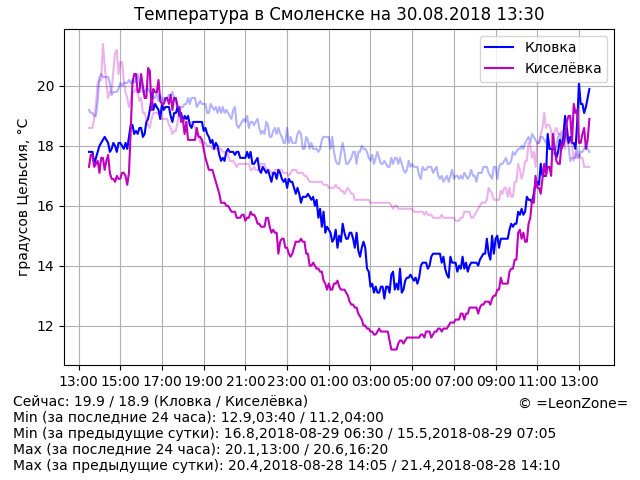 Температура в Смоленске на 30.08.2018 13:30
Кловка
Киселёвка
градусов Цельсия, °C
20
18
16
14
12
13:00 15:00 17:00 19:00 21:00 23:00 01:00 03:00 05:00 07:00 09:00 11:00 13:00
Сейчас: 19.9 / 18.9 (Кловка / Киселёвка)
© =LeonZone=
Min (за последние 24 часа): 12.9,03:40 / 11.2,04:00
Min (за предыдущие сутки): 16.8,2018-08-29 06:30 / 15.5,2018-08-29 07:05
Max (за последние 24 часа): 20.1,13:00 / 20.6,16:20
Max (за предыдущие сутки): 20.4,2018-08-28 14:05 / 21.4,2018-08-28 14:10